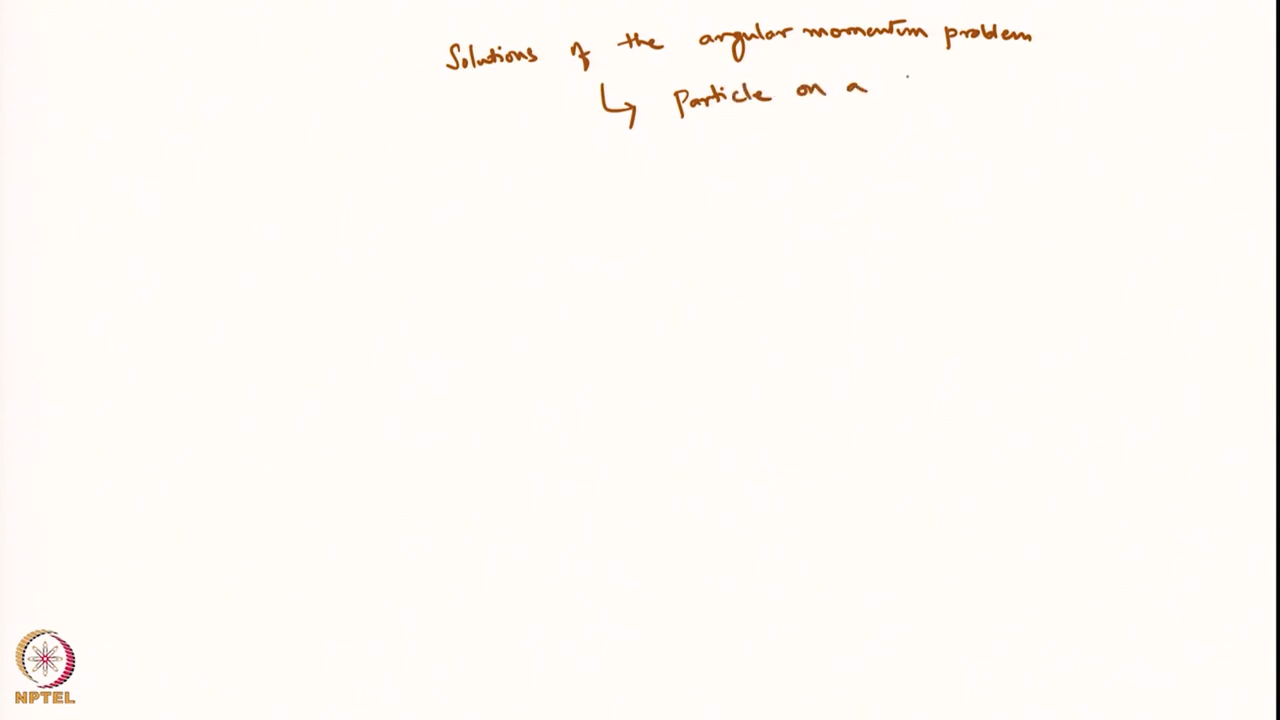 Solutions of the angular momentum problem
↳ Particle on a
NPTEL